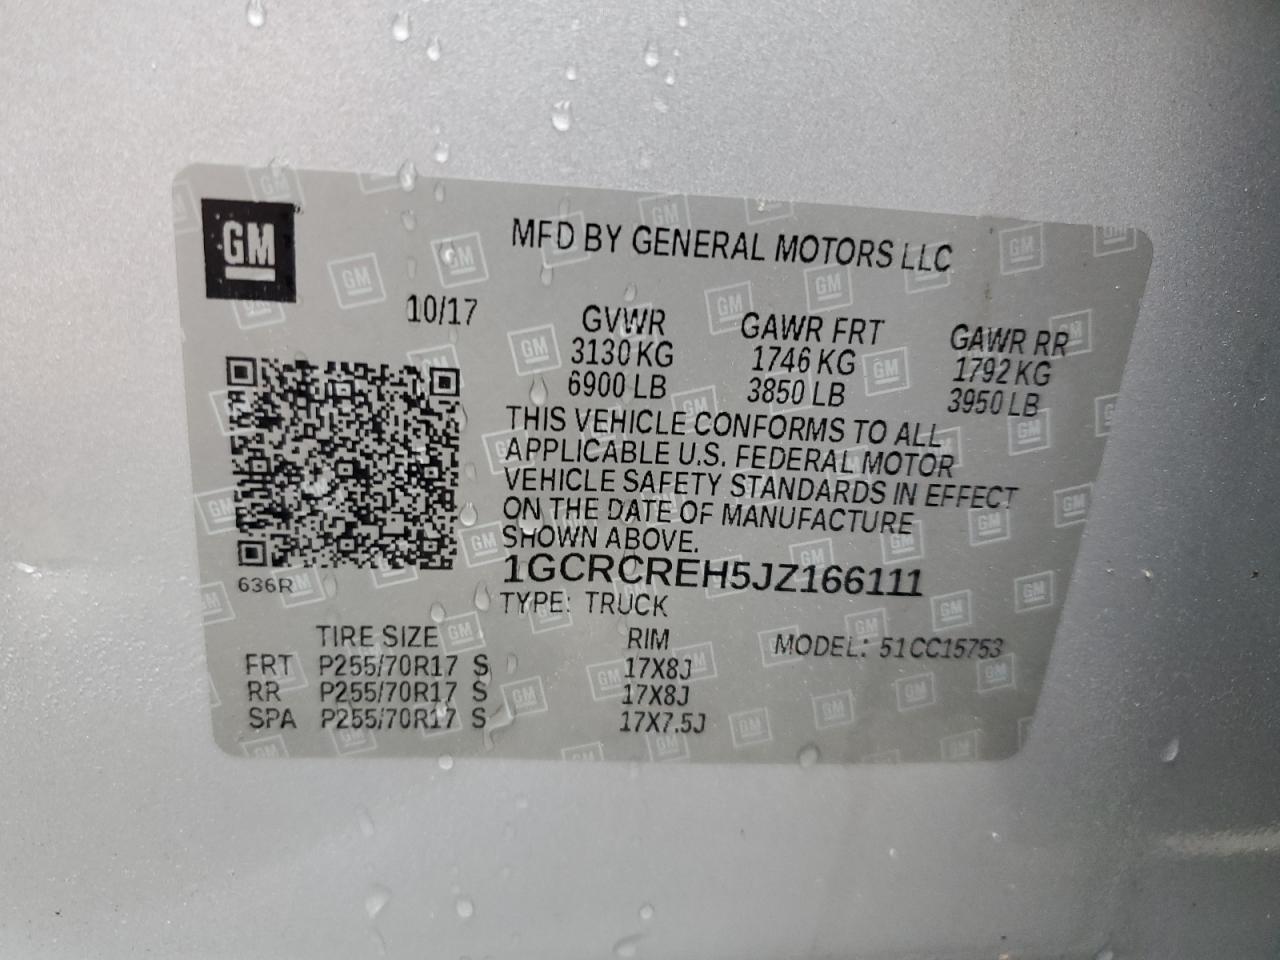 GM
MFD BY GENERAL MOTORS LLC
10/17
GVWR GAWR FRT GAWR RR
3130 KG 1746 KG 1792 KG
6900 LB 3850 LB 3950 LB
THIS VEHICLE CONFORMS TO ALL
APPLICABLE U.S. FEDERAL MOTOR
VEHICLE SAFETY STANDARDS IN EFFECT
ON THE DATE OF MANUFACTURE
SHOWN ABOVE.
1GCRCREH5JZ166111
636R
TYPE: TRUCK
TIRE SIZE RIM MODEL: 51CC15753
FRT P255/70R17 S 17X8J
RR P255/70R17 S 17X8J
SPA P255/70R17 S 17X7.5J